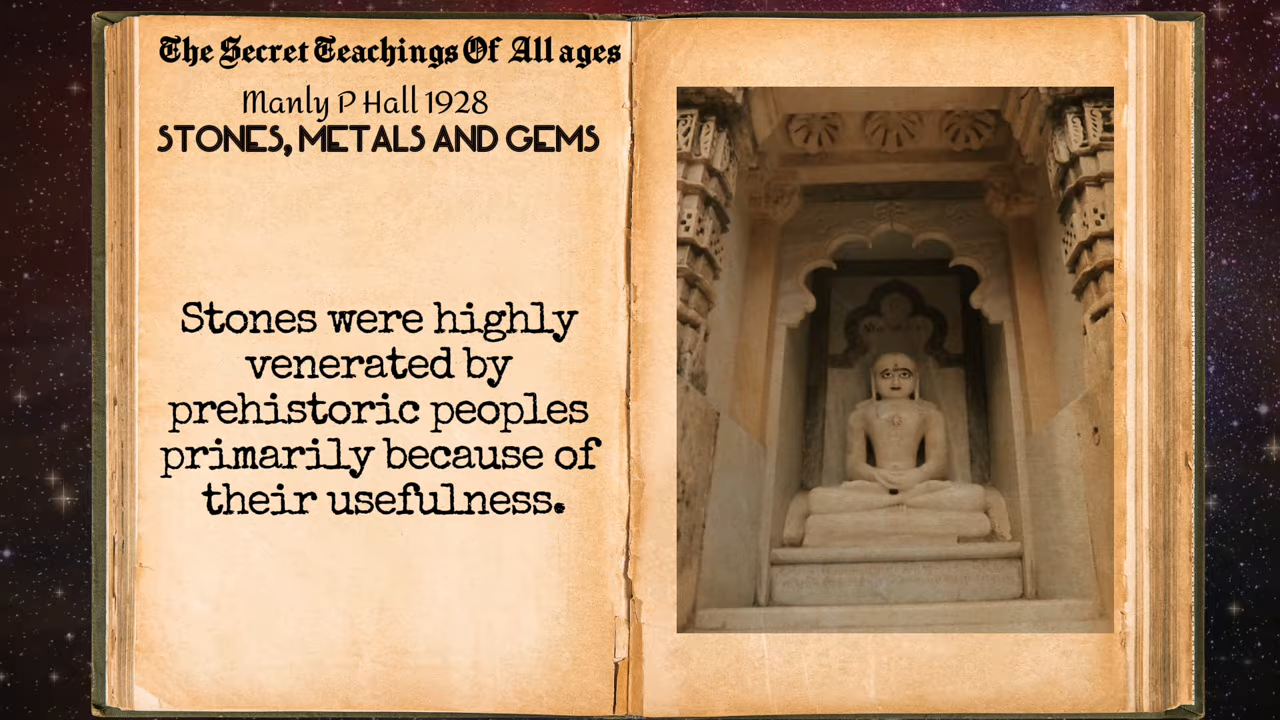 The Secret Teachings Of All ages
Manly P Hall 1928
STONES, METALS AND GEMS
Stones were highly
venerated by
prehistoric peoples
primarily because of
their usefulness.